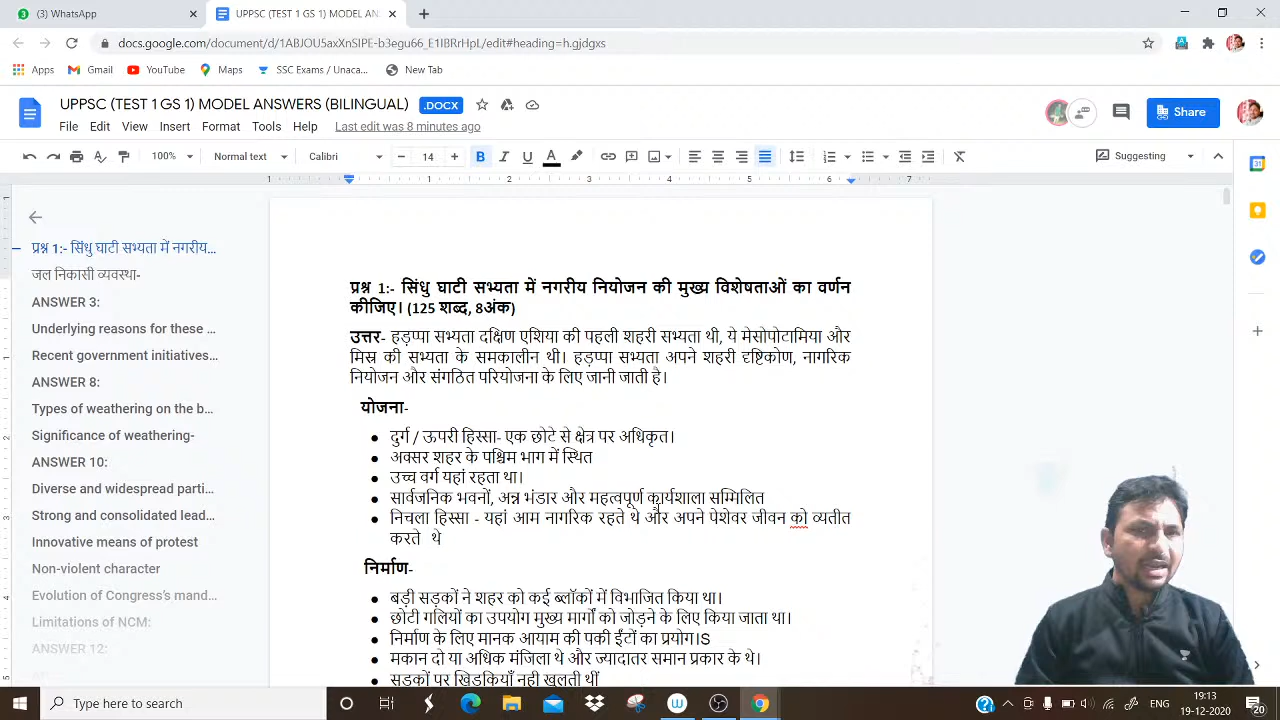 (3) WhatsApp
UPPSC (TEST 1 GS 1) MODEL AN
docs.google.com/document/d/1ABJOU5axXnSIPE-b3egu66_E1IBRrHpL/edit#heading=h.gjdgxs
Apps Gmail YouTube Maps SSC Exams / Unaca... New Tab
UPPSC (TEST 1 GS 1) MODEL ANSWERS (BILINGUAL) .DOCX
Share
File Edit View Insert Format Tools Help Last edit was 8 minutes ago
100% Normal text Calibri 14 B I U A Suggesting
1 1 2 3 4 5 6 7
प्रश्न 1:- सिंधु घाटी सभ्यता में नगरीय...
जल निकासी व्यवस्था-
ANSWER 3:
Underlying reasons for these ...
Recent government initiatives...
ANSWER 8:
Types of weathering on the b...
Significance of weathering-
ANSWER 10:
Diverse and widespread parti...
Strong and consolidated lead...
Innovative means of protest
Non-violent character
Evolution of Congress's mand...
Limitations of NCM:
ANSWER 12:
प्रश्न 1:- सिंधु घाटी सभ्यता में नगरीय नियोजन की मुख्य विशेषताओं का वर्णन
कीजिए। (125 शब्द, 8अंक)
उत्तर- हड़प्पा सभ्यता दक्षिण एशिया की पहली शहरी सभ्यता थी, ये मेसोपोटामिया और
मिस्र की सभ्यता के समकालीन थी। हड़प्पा सभ्यता अपने शहरी दृष्टिकोण, नागरिक
नियोजन और संगठित परियोजना के लिए जानी जाती है।
योजना-
● दुर्ग / ऊपरी हिस्सा- एक छोटे से क्षेत्र पर अधिकृत।
● अक्सर शहर के पश्चिम भाग में स्थित
● उच्च वर्ग यहां रहता था।
● सार्वजनिक भवनों, अन्न भंडार और महत्वपूर्ण कार्यशाला सम्मिलित
● निचला हिस्सा - यहां आम नागरिक रहते थे और अपने पेशेवर जीवन को व्यतीत
करते थे
निर्माण-
● बड़ी सड़कों ने शहर को कई ब्लॉकों में विभाजित किया था।
● छोटी गलियों का उपयोग मुख्य मार्गों को जोड़ने के लिए किया जाता था।
● निर्माण के लिए मानक आयाम की पकी ईंटों का प्रयोग।S
● मकान दो या अधिक मंजिला थे और ज्यादातर समान प्रकार के थे।
● सड़कों पर खिड़कियाँ नही खुलती थीं
Type here to search
ENG
19:13
19-12-2020
20